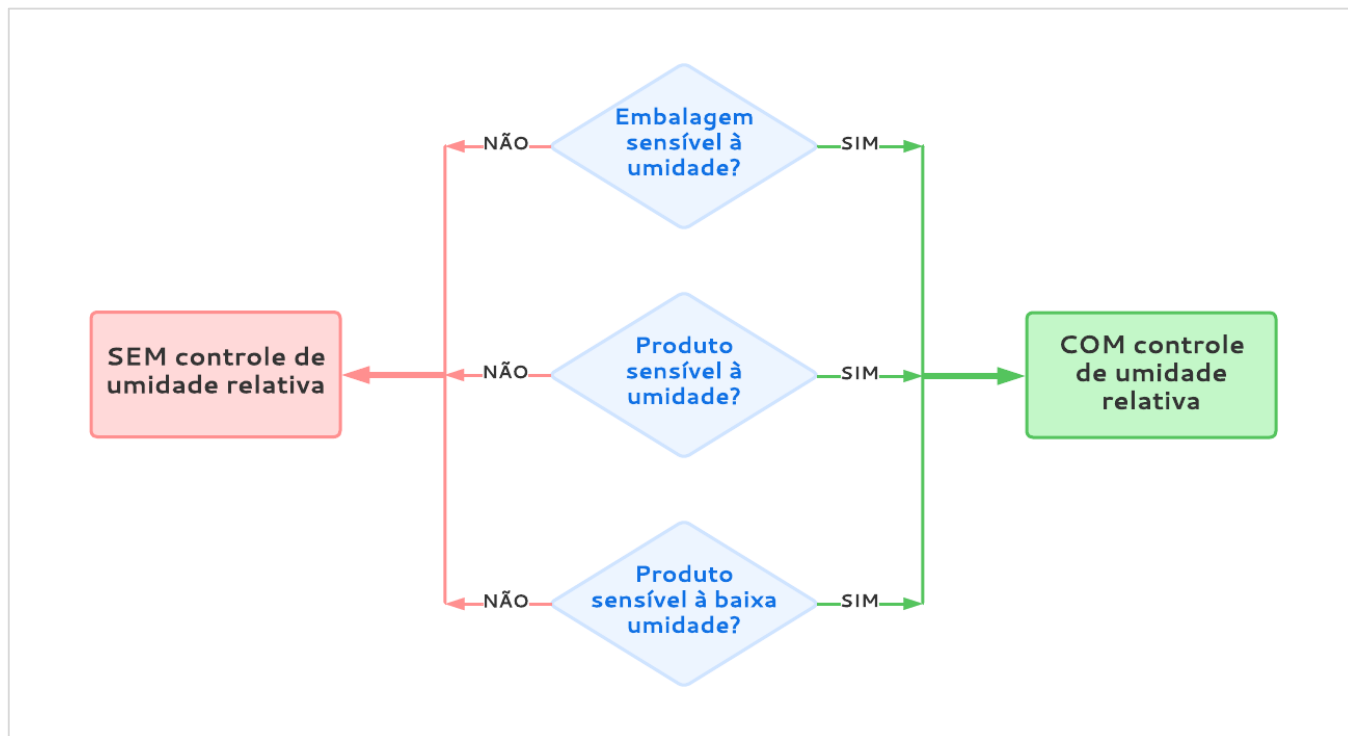 Embalagem
sensível à
umidade?
NÃO
SIM
SEM controle de
umidade relativa
Produto
sensível à
umidade?
NÃO
SIM
COM controle
de umidade
relativa
Produto
sensível à baixa
umidade?
NÃO
SIM